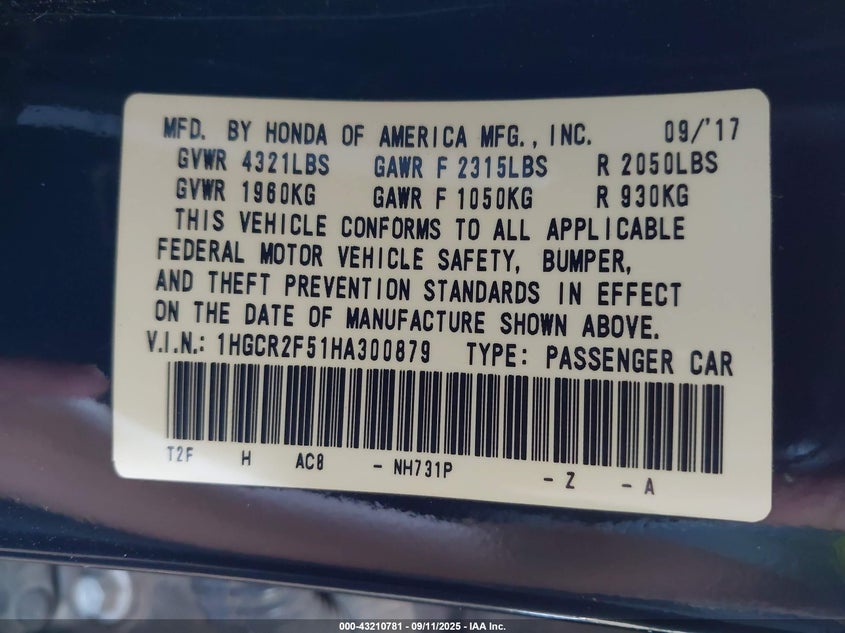 MFD. BY HONDA OF AMERICA MFG., INC. 09/'17
GVWR 4321LBS GAWR F 2315LBS R 2050LBS
GVWR 1960KG GAWR F 1050KG R 930KG
THIS VEHICLE CONFORMS TO ALL APPLICABLE
FEDERAL MOTOR VEHICLE SAFETY, BUMPER,
AND THEFT PREVENTION STANDARDS IN EFFECT
ON THE DATE OF MANUFACTURE SHOWN ABOVE.
V.I.N.: 1HGCR2F51HA300879 TYPE: PASSENGER CAR
T2F H AC8 - NH731P - Z - A
000-43210781 - 09/11/2025 - IAA Inc.